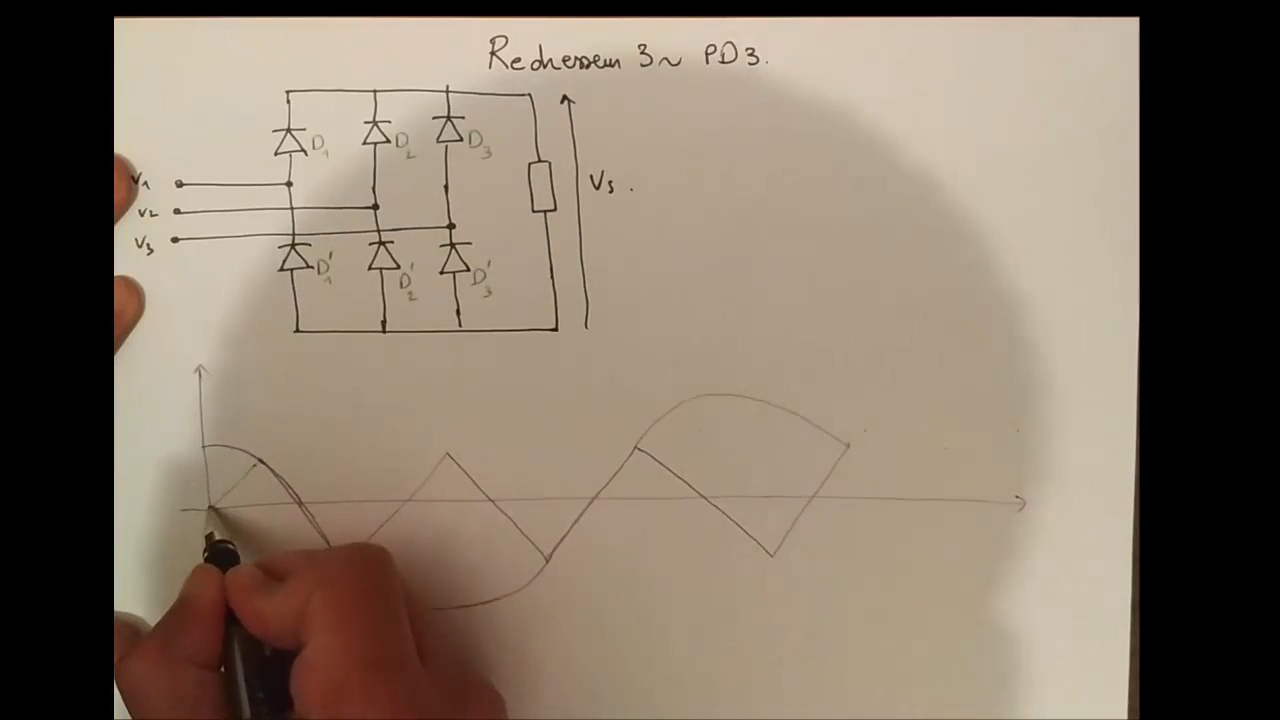 Redresseur 3~ PD3.
D1 D2 D3
V1
Vs.
V2
V3
D'1 D'2 D'3